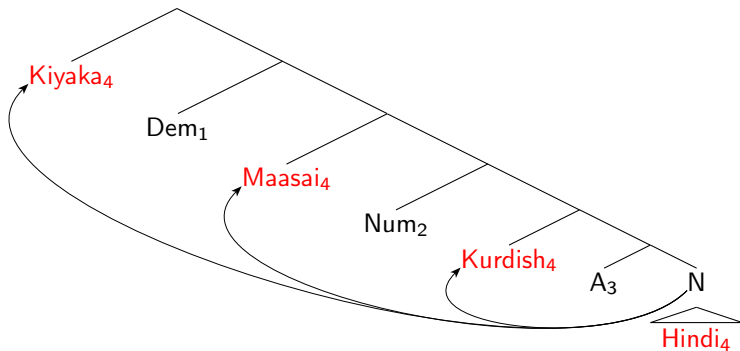 Kiyaka₄
Dem₁
Maasai₄
Num₂
Kurdish₄
A₃ N
Hindi₄